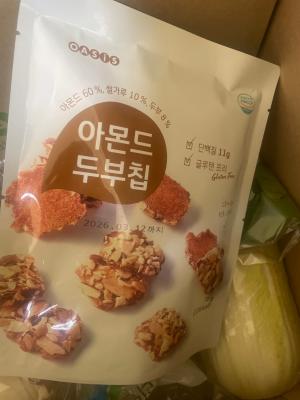 OASIS
아몬드 60%, 쌀가루 10%, 두부 8%
아몬드
두부칩
단백질 11g
글루텐 프리
Gluten Free
2026.03.12까지